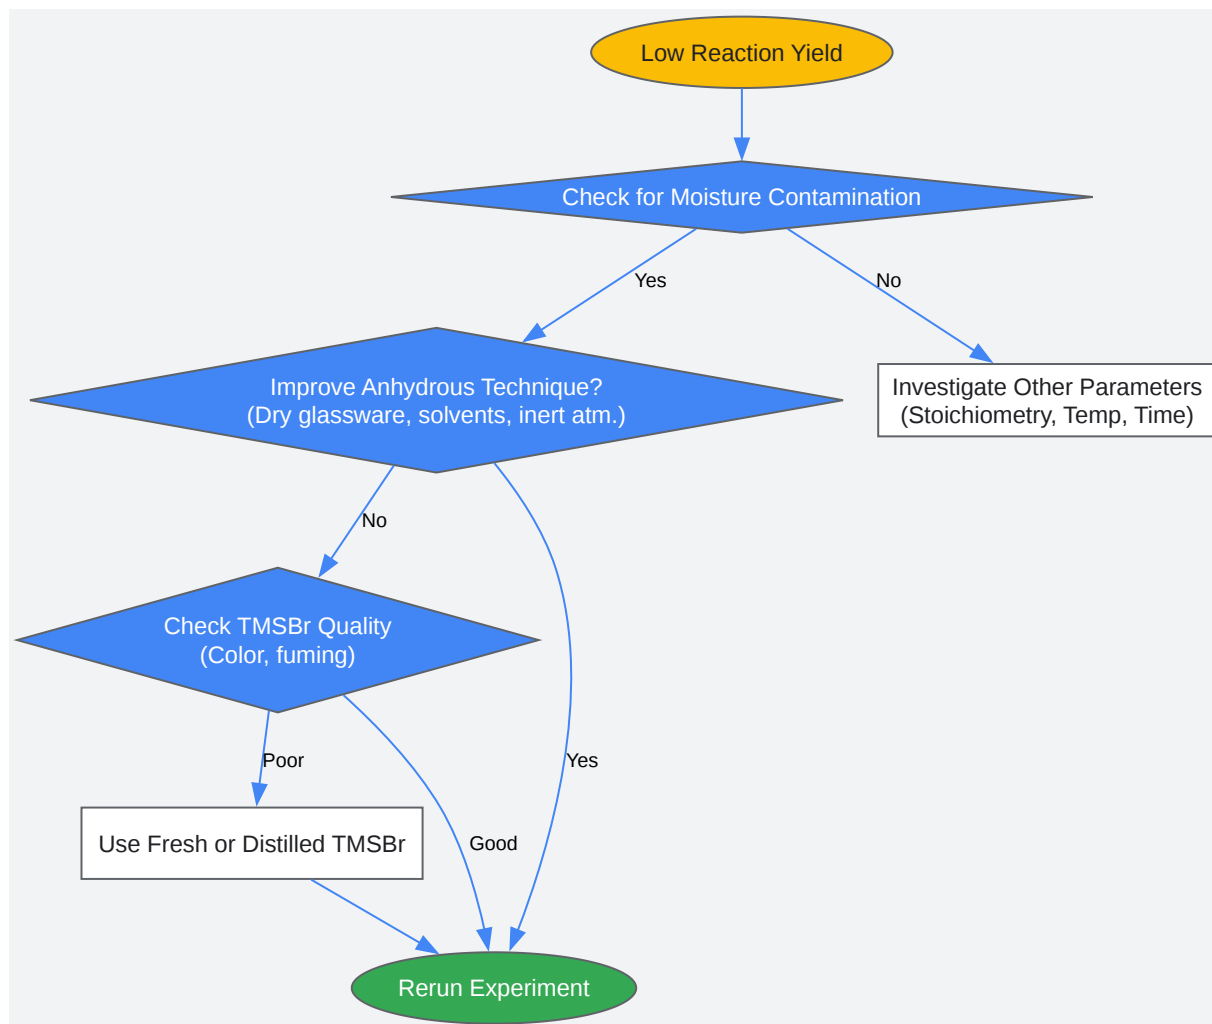 Low Reaction Yield
Check for Moisture Contamination
Yes
No
Improve Anhydrous Technique?
(Dry glassware, solvents, inert atm.)
Investigate Other Parameters
(Stoichiometry, Temp, Time)
No
Check TMSBr Quality
(Color, fuming)
Poor
Yes
Use Fresh or Distilled TMSBr
Good
Rerun Experiment